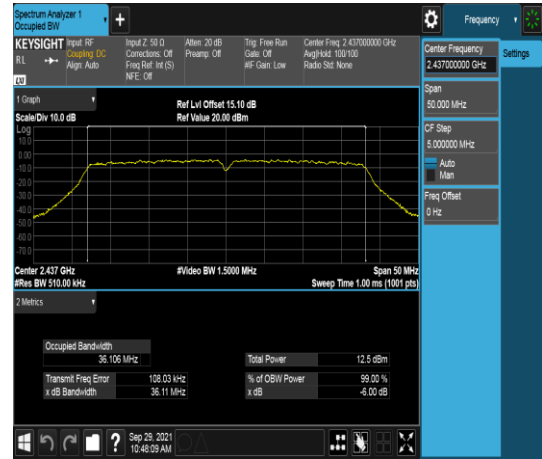 Spectrum Analyzer 1
Occupied BW
+
Frequency
KEYSIGHT
RL
LXI
Input: RF
Coupling: DC
Align: Auto
Input Z: 50 Ω
Corrections: Off
Freq Ref: Int (S)
NFE: Off
Atten: 20 dB
Preamp: Off
Trig: Free Run
Gate: Off
#IF Gain: Low
Center Freq: 2.437000000 GHz
Avg|Hold: 100/100
Radio Std: None
Center Frequency
2.437000000 GHz
Settings
Span
50.000 MHz
CF Step
5.000000 MHz
Auto
Man
Freq Offset
0 Hz
1 Graph
Scale/Div 10.0 dB
Ref Lvl Offset 15.10 dB
Ref Value 20.00 dBm
Log
10.0
0.00
-10.0
-20.0
-30.0
-40.0
-50.0
-60.0
-70.0
Center 2.437 GHz
#Video BW 1.5000 MHz
Span 50 MHz
#Res BW 510.00 kHz
Sweep Time 1.00 ms (1001 pts)
2 Metrics
Occupied Bandwidth
36.106 MHz
Total Power 12.5 dBm
Transmit Freq Error 108.03 kHz
% of OBW Power 99.00 %
x dB Bandwidth 36.11 MHz
x dB -6.00 dB
?
Sep 29, 2021
10:48:09 AM